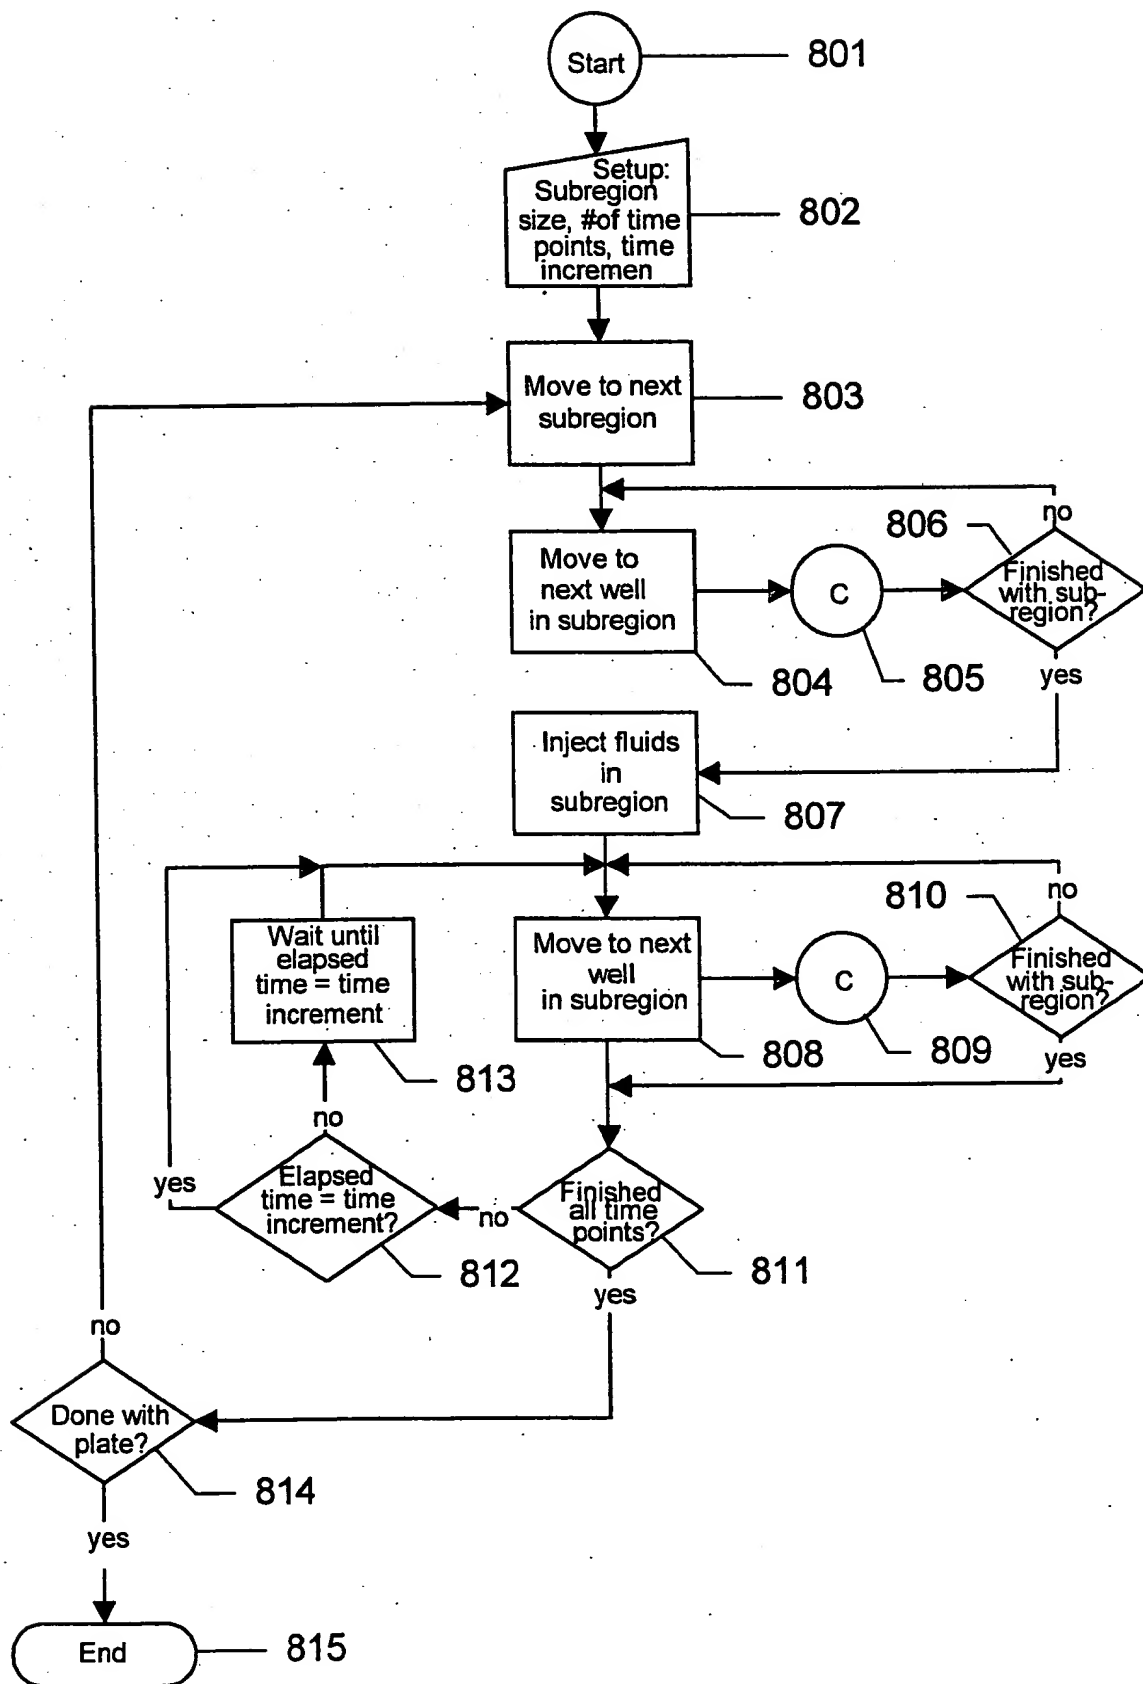 Start
801
Setup:
Subregion
size, #of time
points, time
incremen
802
Move to next
subregion
803
Move to
next well
in subregion
804
C
805
806
no
Finished
with sub-
region?
yes
Inject fluids
in
subregion
807
Wait until
elapsed
time = time
increment
813
Move to next
well
in subregion
808
C
809
810
no
Finished
with sub-
region?
yes
no
yes
Elapsed
time = time
increment?
812
no
Finished
all time
points?
811
yes
no
Done with
plate?
814
yes
End
815